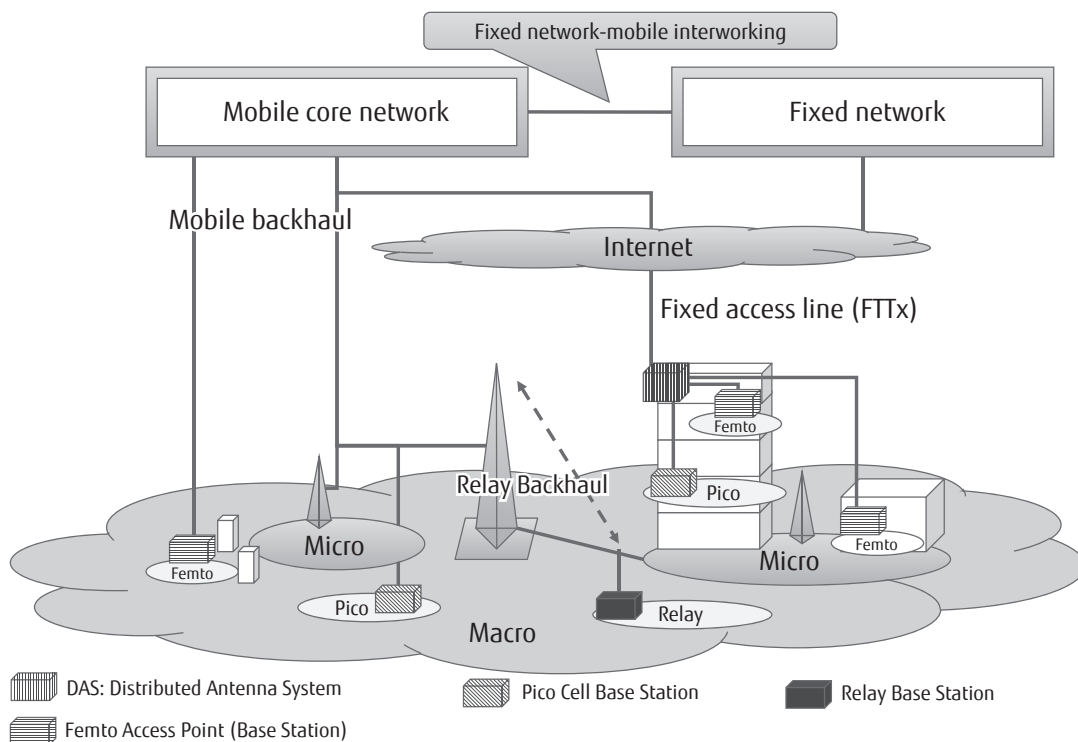 Fixed network-mobile interworking
Mobile core network
Fixed network
Mobile backhaul
Internet
Fixed access line (FTTx)
Femto
Relay Backhaul
Pico
Micro
Femto
Femto
Micro
Pico
Relay
Macro
DAS: Distributed Antenna System
Pico Cell Base Station
Relay Base Station
Femto Access Point (Base Station)